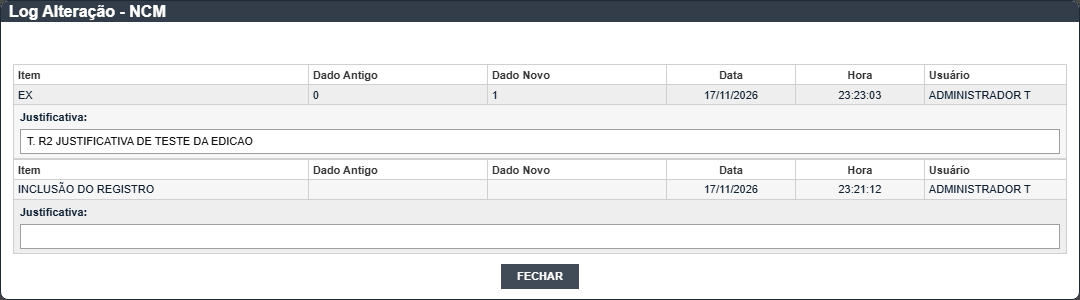 Log Alteração - NCM
Item Dado Antigo Dado Novo Data Hora Usuário
EX 0 1 17/11/2026 23:23:03 ADMINISTRADOR T
Justificativa:
T. R2 JUSTIFICATIVA DE TESTE DA EDICAO
Item Dado Antigo Dado Novo Data Hora Usuário
INCLUSÃO DO REGISTRO 17/11/2026 23:21:12 ADMINISTRADOR T
Justificativa:
FECHAR